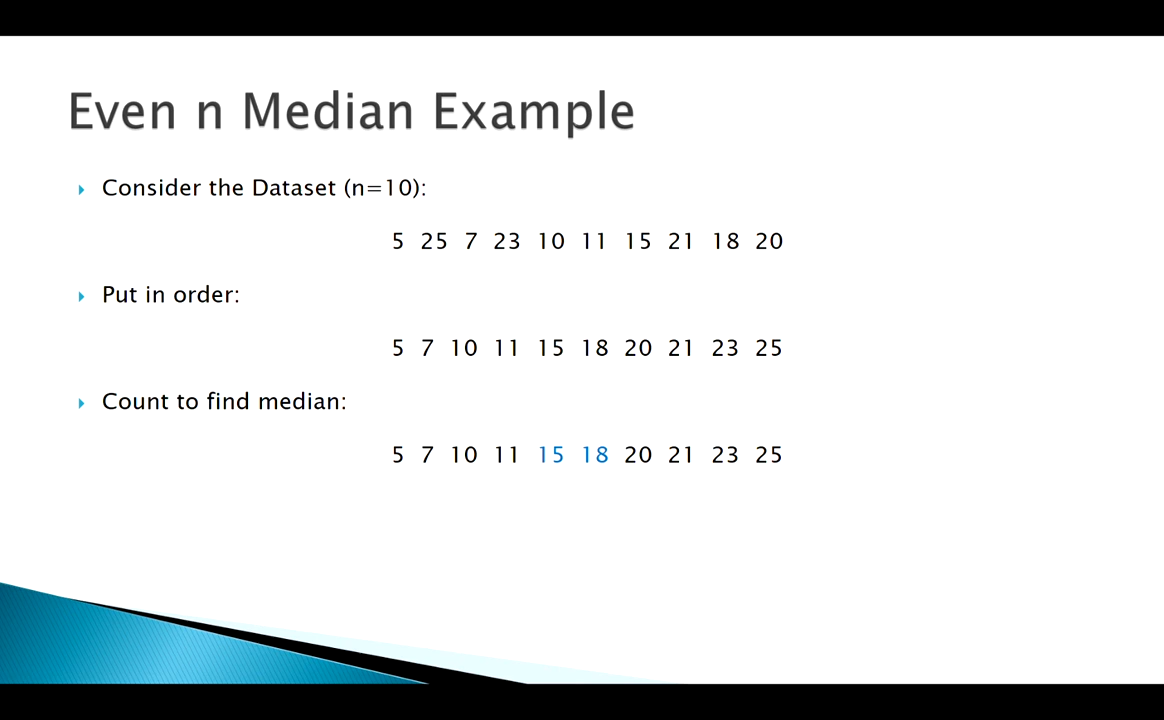 Even n Median Example
Consider the Dataset (n=10):
5 25 7 23 10 11 15 21 18 20
Put in order:
5 7 10 11 15 18 20 21 23 25
Count to find median:
5 7 10 11 15 18 20 21 23 25